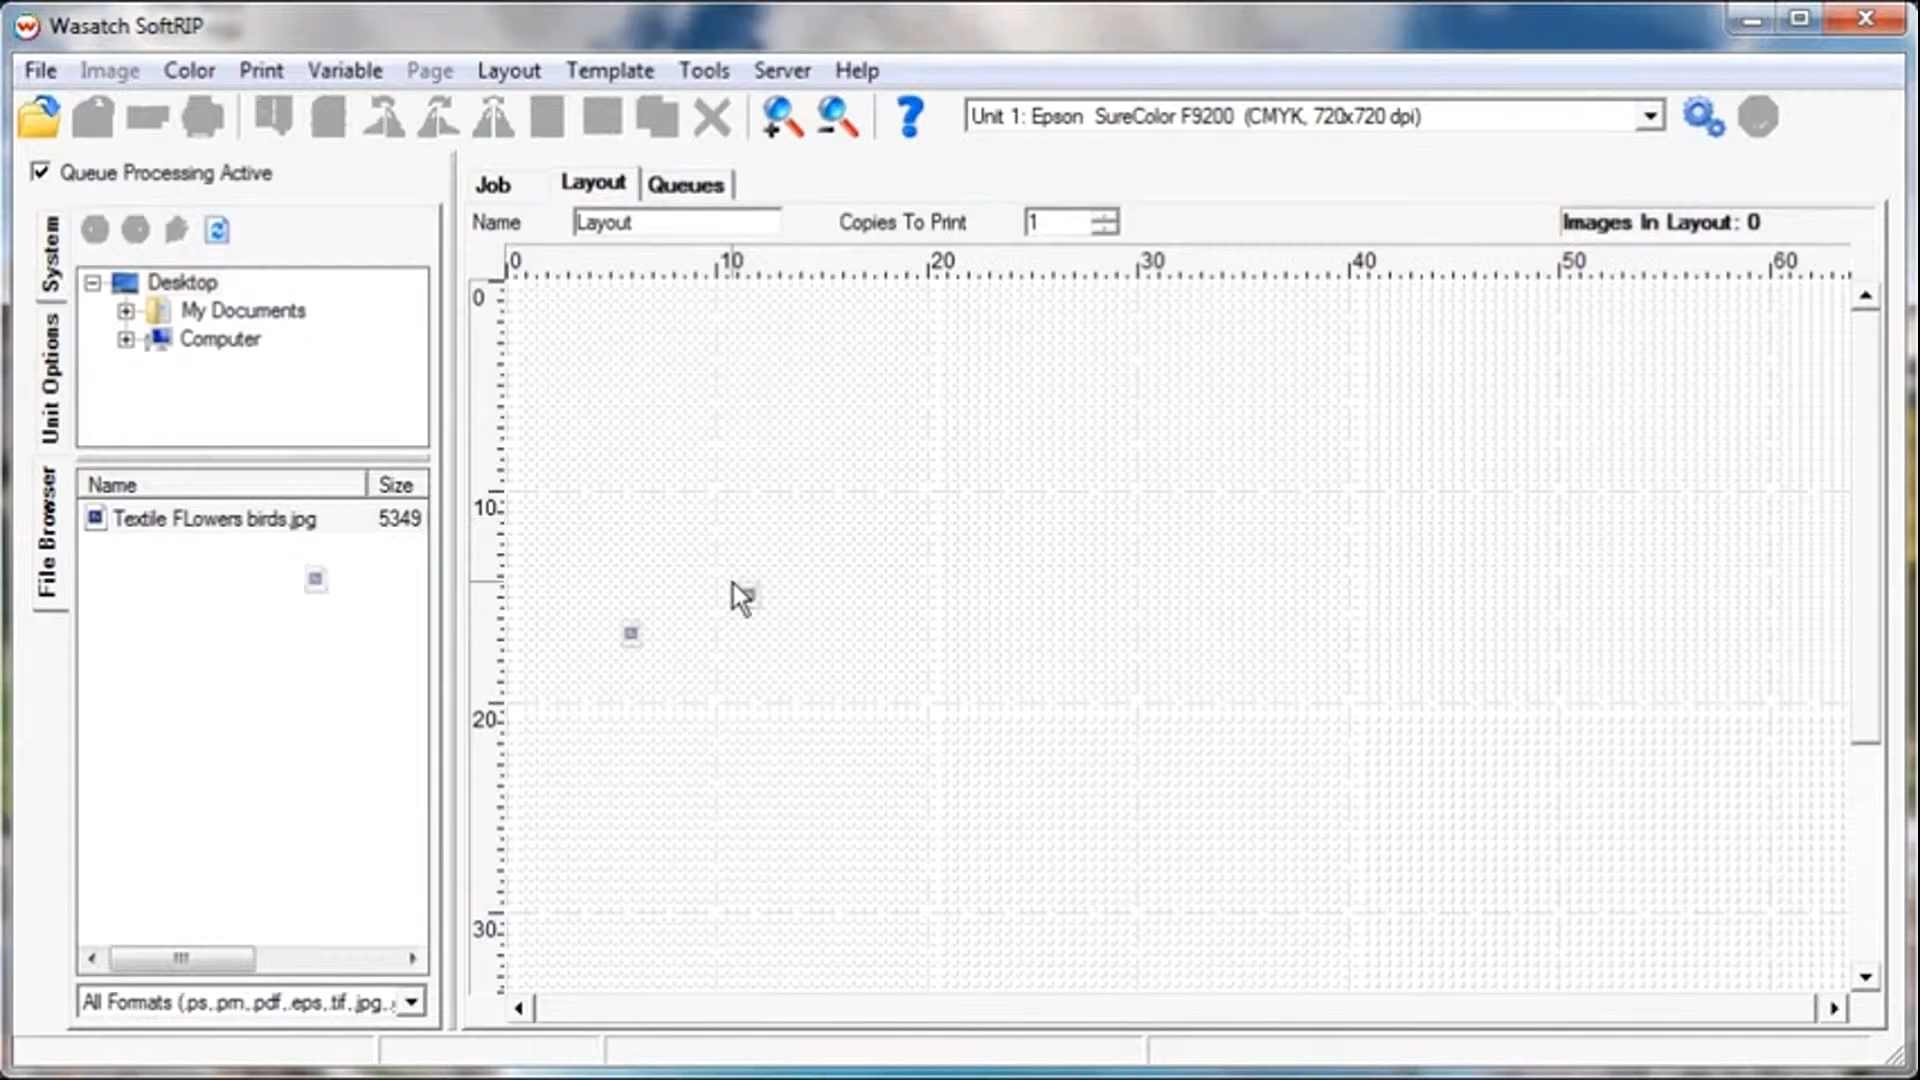 Wasatch SoftRIP
File Image Color Print Variable Page Layout Template Tools Server Help
Unit 1: Epson SureColor F9200 (CMYK, 720x720 dpi)
Queue Processing Active
System
Unit Options
File Browser
Desktop
My Documents
Computer
Name Size
Textile FLowers birds.jpg 5349
All Formats (.ps,.prn,.pdf,.eps,.tif,.jpg,.
Job Layout Queues
Name Layout Copies To Print 1 Images In Layout: 0
0 10 20 30 40 50 60
0
10
20
30